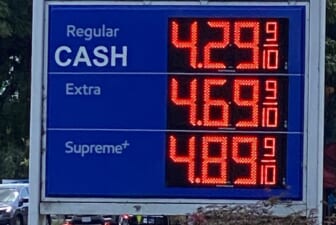 Regular 4.29 9/10
CASH
Extra 4.69 9/10
Supreme+ 4.89 9/10